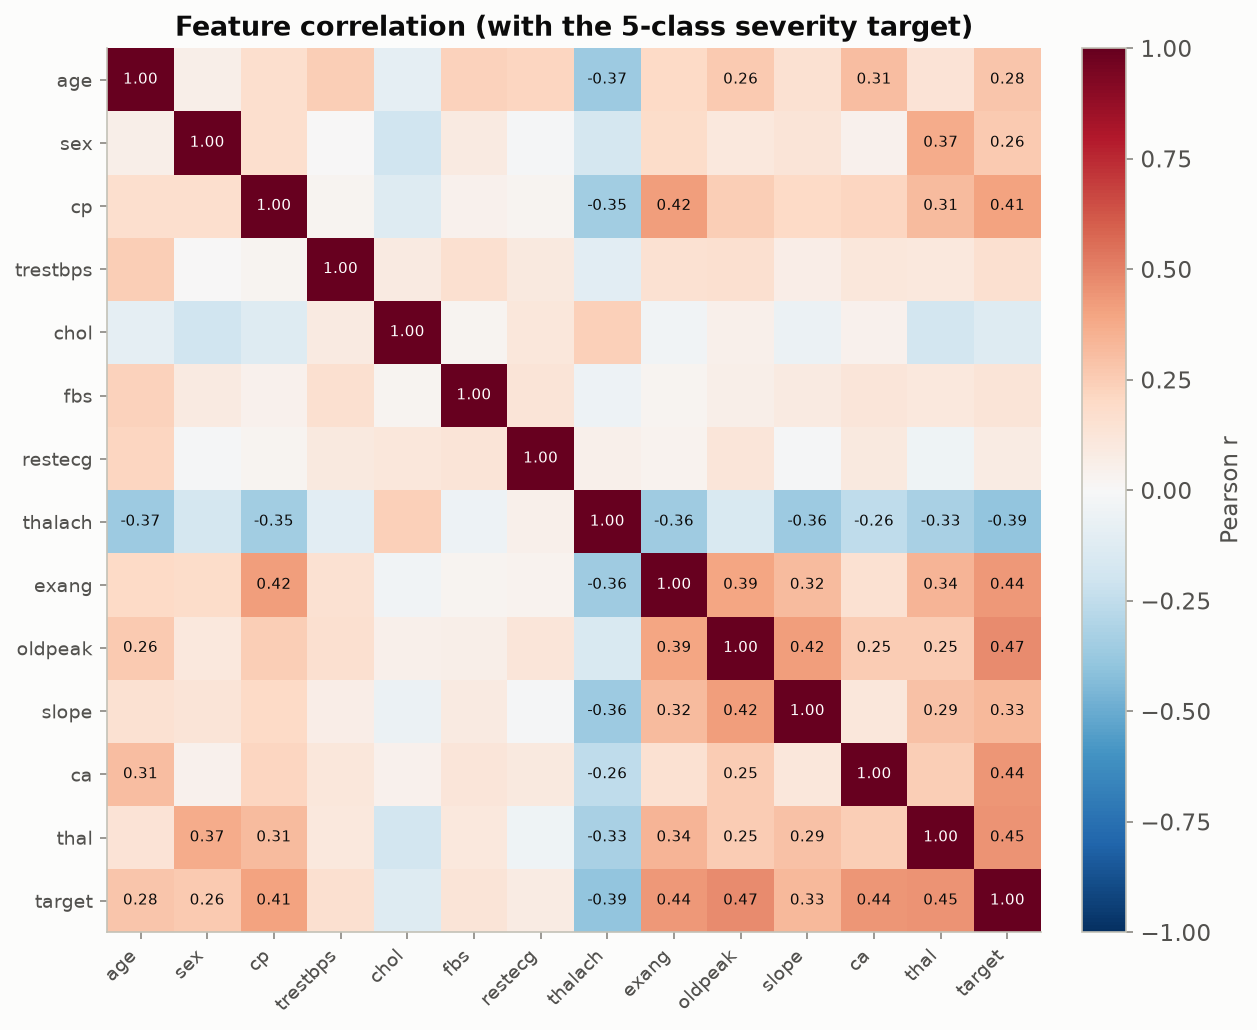 Feature correlation (with the 5-class severity target)
age 1.00 -0.37 0.26 0.31 0.28
sex 1.00 0.37 0.26
cp 1.00 -0.35 0.42 0.31 0.41
trestbps 1.00
chol 1.00
fbs 1.00
restecg 1.00
thalach -0.37 -0.35 1.00 -0.36 -0.36 -0.26 -0.33 -0.39
exang 0.42 -0.36 1.00 0.39 0.32 0.34 0.44
oldpeak 0.26 0.39 1.00 0.42 0.25 0.25 0.47
slope -0.36 0.32 0.42 1.00 0.29 0.33
ca 0.31 -0.26 0.25 1.00 0.44
thal 0.37 0.31 -0.33 0.34 0.25 0.29 1.00 0.45
target 0.28 0.26 0.41 -0.39 0.44 0.47 0.33 0.44 0.45 1.00
age sex cp trestbps chol fbs restecg thalach exang oldpeak slope ca thal target
1.00
0.75
0.50
0.25
0.00
−0.25
−0.50
−0.75
−1.00
Pearson r